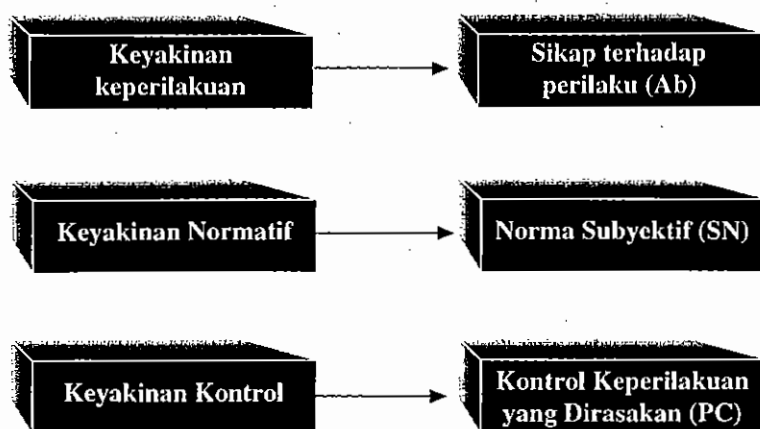 Keyakinan
keperilakuan
Sikap terhadap
perilaku (Ab)
Keyakinan Normatif
Norma Subyektif (SN)
Keyakinan Kontrol
Kontrol Keperilakuan
yang Dirasakan (PC)